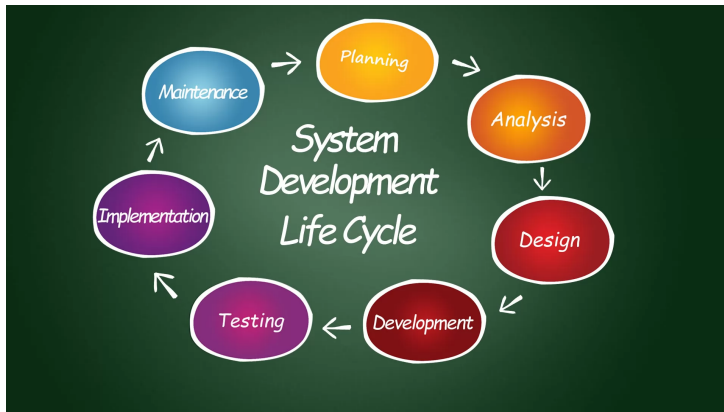 Planning
Maintenance
Analysis
System
Development
Life Cycle
Implementation
Design
Testing
Development